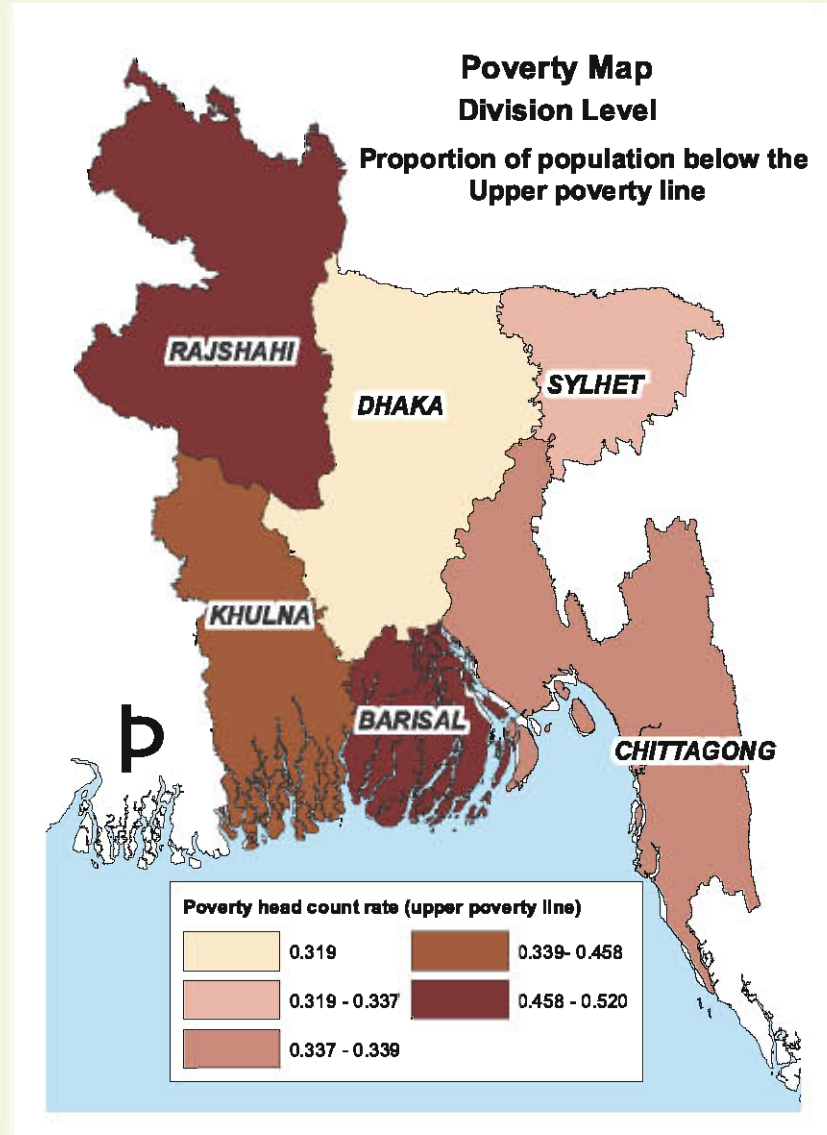 Poverty Map
Division Level
Proportion of population below the
Upper poverty line
RAJSHAHI
DHAKA
SYLHET
KHULNA
BARISAL
CHITTAGONG
Þ
Poverty head count rate (upper poverty line)
0.319
0.319 - 0.337
0.337 - 0.339
0.339- 0.458
0.458 - 0.520